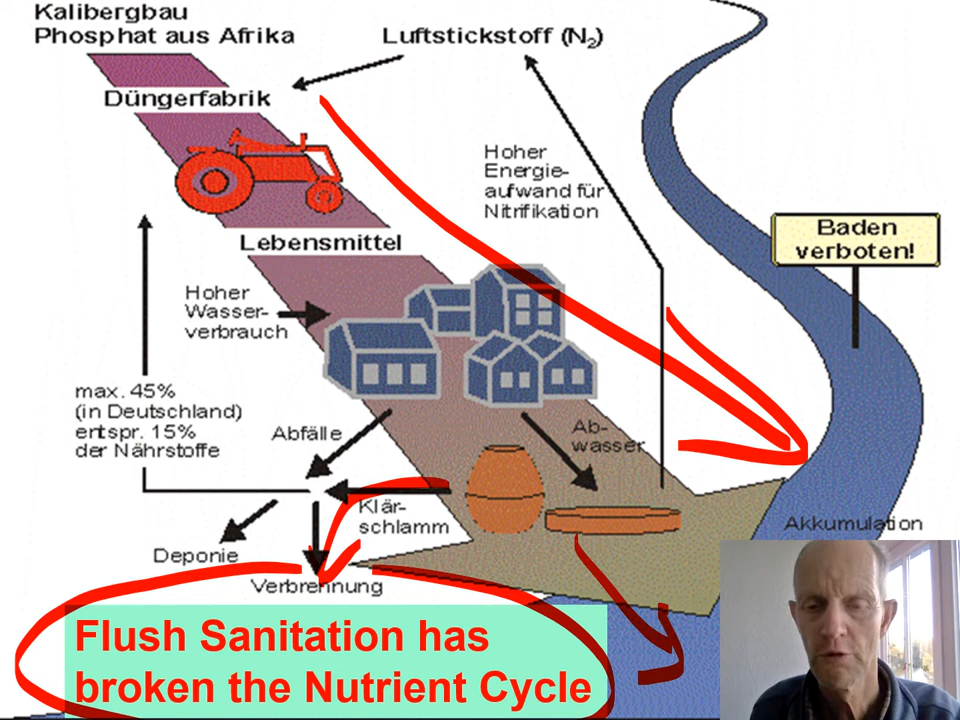 Kalibergbau
Phosphat aus Afrika
Luftstickstoff (N₂)
Düngerfabrik
Hoher
Energie-
aufwand für
Nitrifikation
Baden
verboten!
Lebensmittel
Hoher
Wasser-
verbrauch
max. 45%
(in Deutschland)
entspr. 15%
der Nährstoffe
Abfälle
Ab-
wasser
Klär-
schlamm
Akkumulation
Deponie
Verbrennung
Flush Sanitation has
broken the Nutrient Cycle